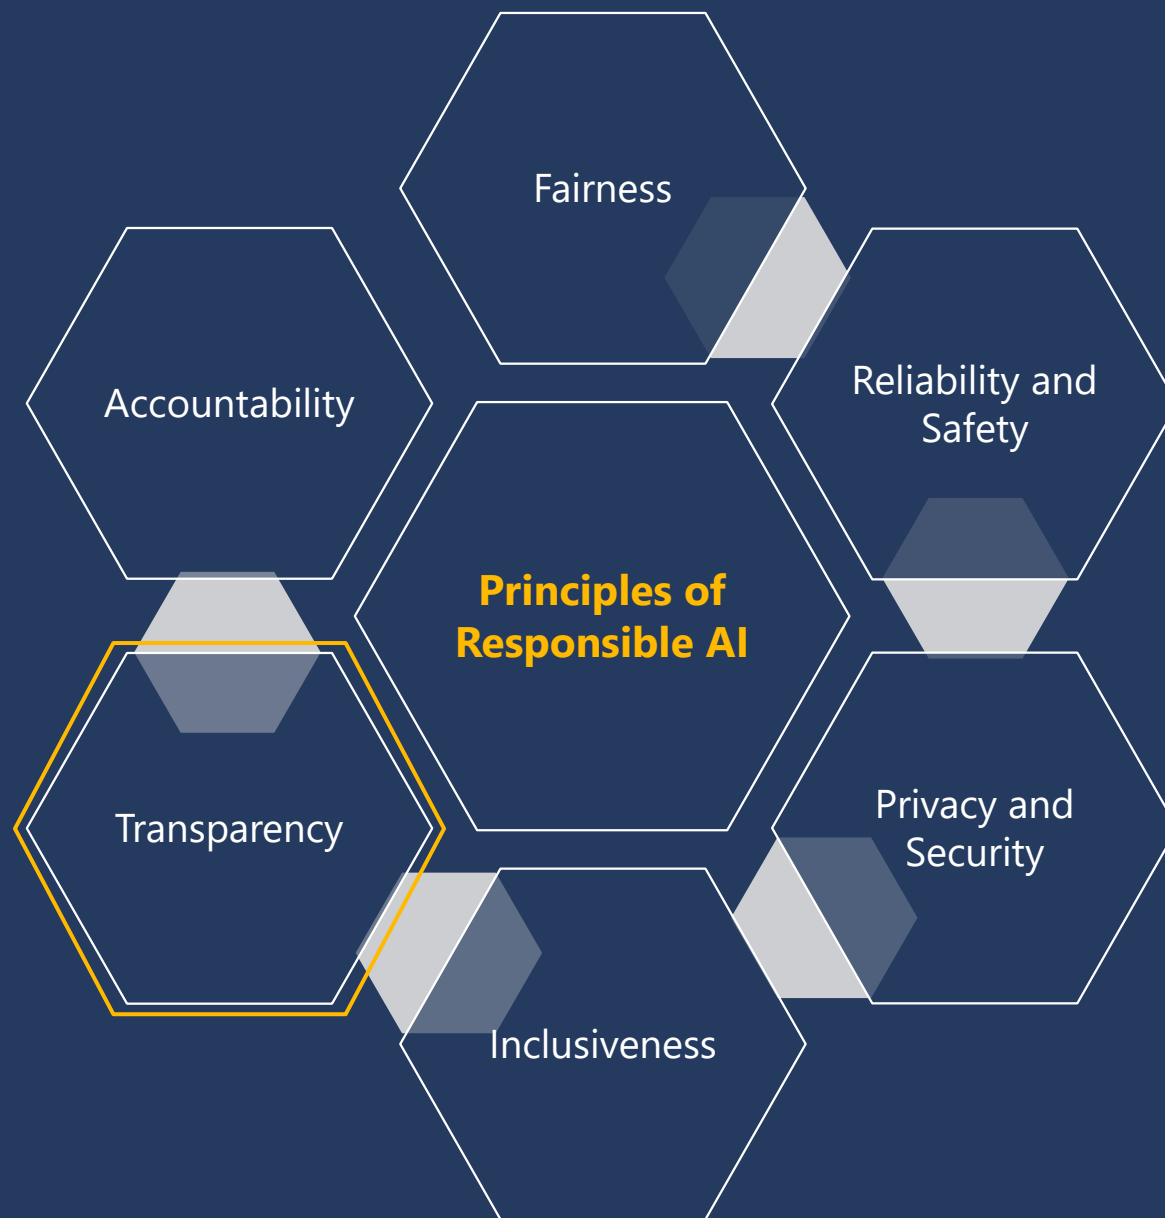 Fairness
Accountability
Reliability and
Safety
Principles of
Responsible AI
Transparency
Privacy and
Security
Inclusiveness